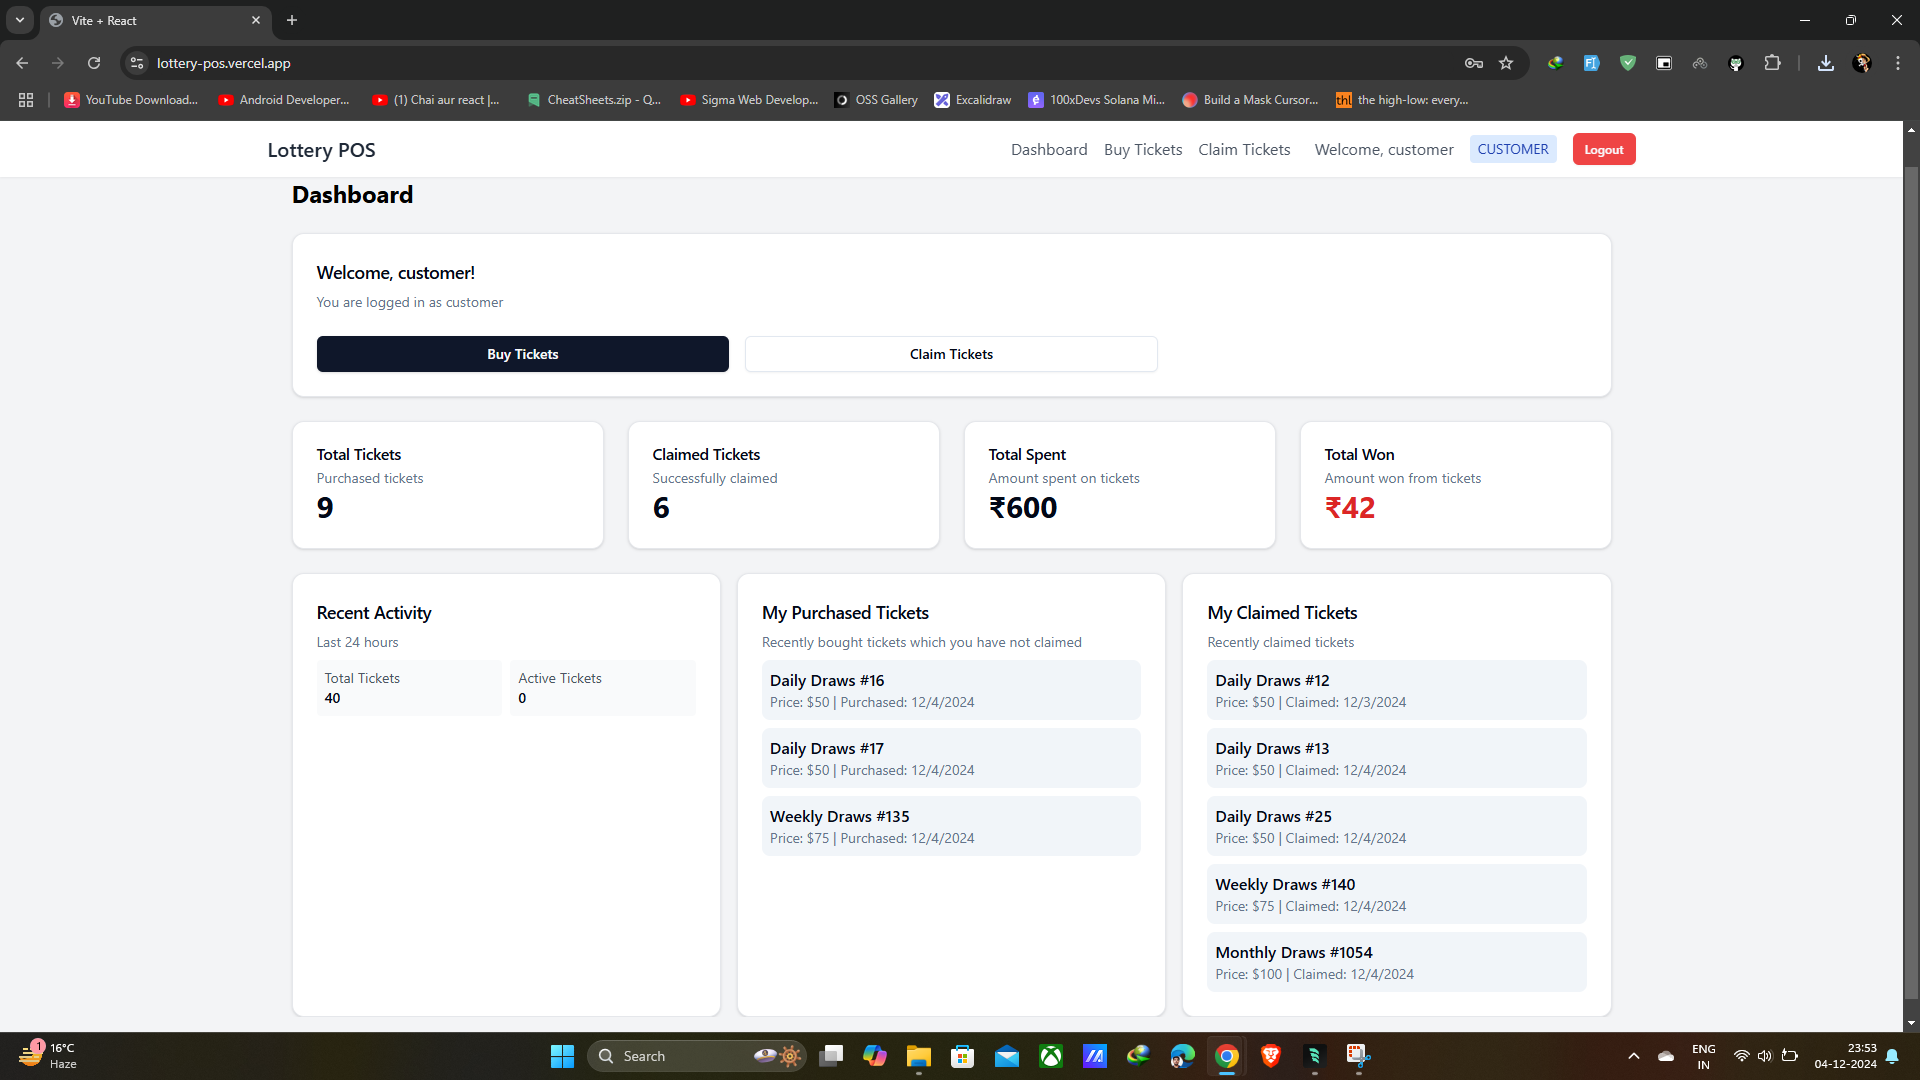 Vite + React
lottery-pos.vercel.app
YouTube Download...
Android Developer...
(1) Chai aur react |...
CheatSheets.zip - Q...
Sigma Web Develop...
OSS Gallery
Excalidraw
100xDevs Solana Mi...
Build a Mask Cursor...
thl
the high-low: every...
Lottery POS
Dashboard
Buy Tickets
Claim Tickets
Welcome, customer
CUSTOMER
Logout
Dashboard
Welcome, customer!
You are logged in as customer
Buy Tickets
Claim Tickets
Total Tickets
Purchased tickets
9
Claimed Tickets
Successfully claimed
6
Total Spent
Amount spent on tickets
₹600
Total Won
Amount won from tickets
₹42
Recent Activity
Last 24 hours
Total Tickets
40
Active Tickets
0
My Purchased Tickets
Recently bought tickets which you have not claimed
Daily Draws #16
Price: $50 | Purchased: 12/4/2024
Daily Draws #17
Price: $50 | Purchased: 12/4/2024
Weekly Draws #135
Price: $75 | Purchased: 12/4/2024
My Claimed Tickets
Recently claimed tickets
Daily Draws #12
Price: $50 | Claimed: 12/3/2024
Daily Draws #13
Price: $50 | Claimed: 12/4/2024
Daily Draws #25
Price: $50 | Claimed: 12/4/2024
Weekly Draws #140
Price: $75 | Claimed: 12/4/2024
Monthly Draws #1054
Price: $100 | Claimed: 12/4/2024
1
16°C
Haze
Search
ENG
IN
23:53
04-12-2024